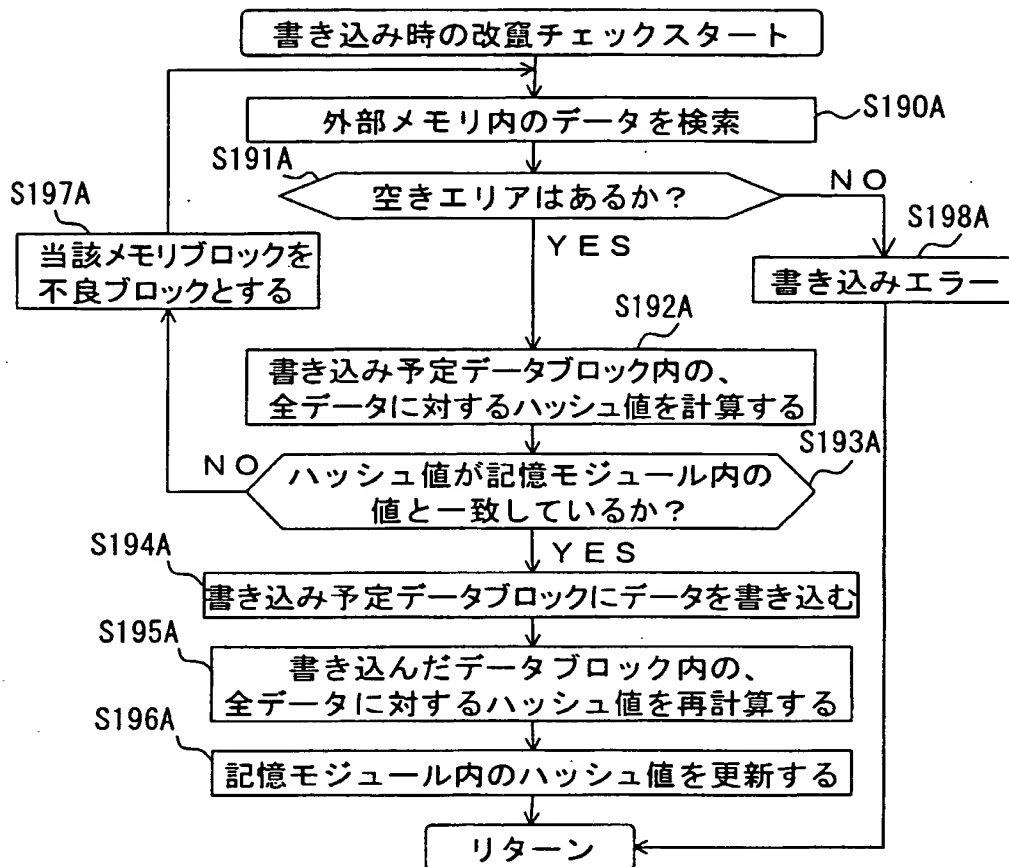 書き込み時の改竄チェックスタート
外部メモリ内のデータを検索
S190A
S191A
空きエリアはあるか?
NO
S197A
当該メモリブロックを
不良ブロックとする
YES
S198A
書き込みエラー
S192A
書き込み予定データブロック内の、
全データに対するハッシュ値を計算する
S193A
NO
ハッシュ値が記憶モジュール内の
値と一致しているか?
YES
S194A
書き込み予定データブロックにデータを書き込む
S195A
書き込んだデータブロック内の、
全データに対するハッシュ値を再計算する
S196A
記憶モジュール内のハッシュ値を更新する
リターン